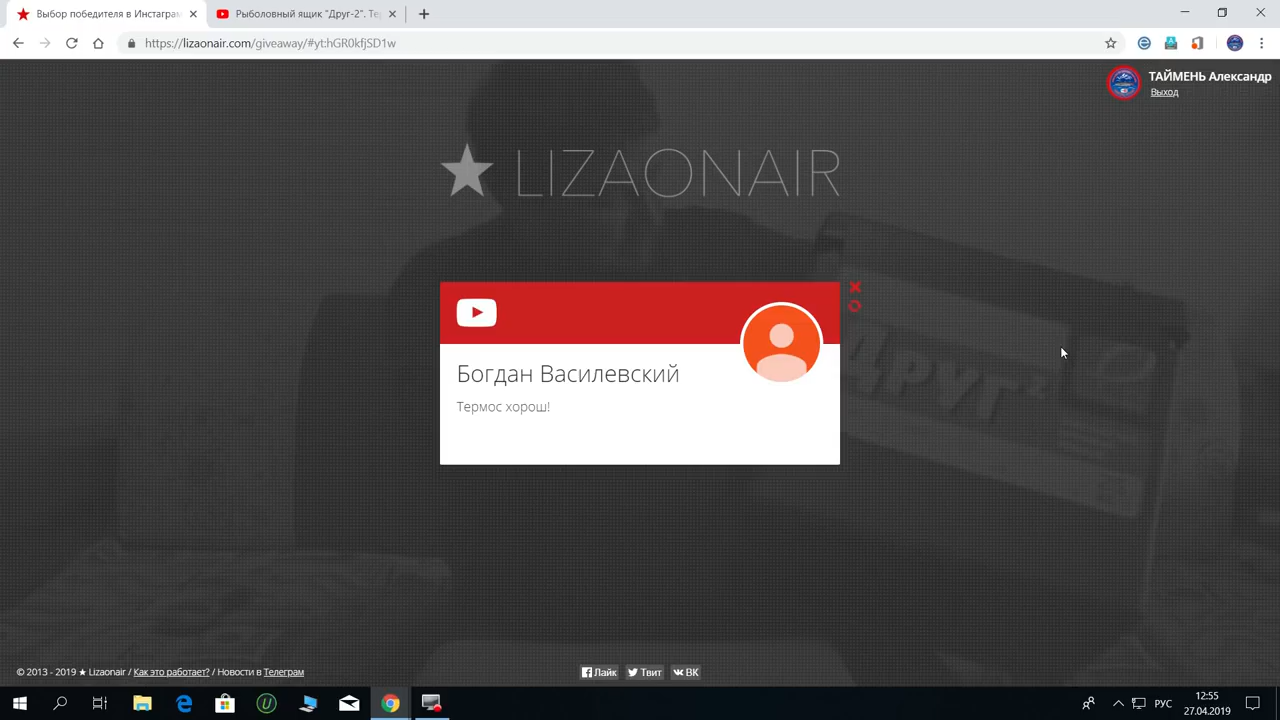 Выбор победителя в Инстаграм
Рыболовный ящик "Друг-2". Те
https://lizaonair.com/giveaway/#yt:hGR0kfjSD1w
ТАЙМЕНЬ Александр
Выход
★ LIZAONAIR
ДРУГ²
Богдан Василевский
Термос хорош!
© 2013 - 2019 ★ Lizaonair / Как это работает? / Новости в Телеграм
Лайк
Твит
ВК
РУС
12:55
27.04.2019